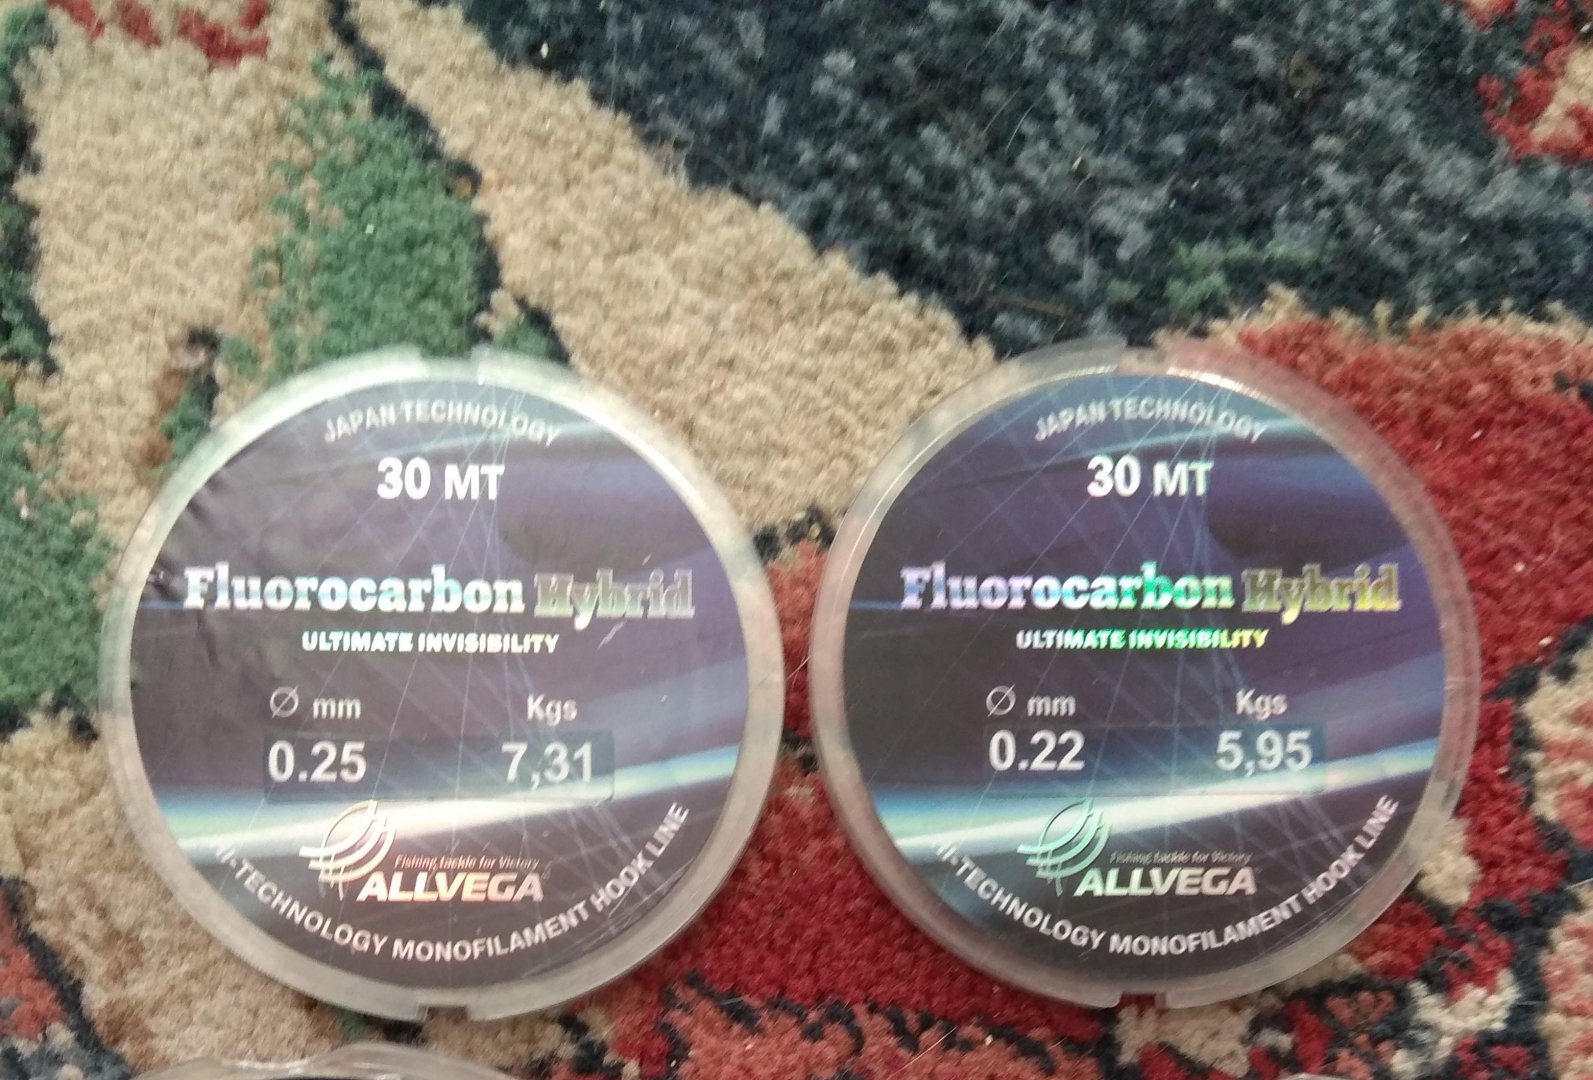 JAPAN TECHNOLOGY
30 MT
Fluorocarbon Hybrid
ULTIMATE INVISIBILITY
Ø mm Kgs
0.25 7,31
Fishing tackle for Victory
ALLVEGA
HI-TECHNOLOGY MONOFILAMENT HOOK LINE
JAPAN TECHNOLOGY
30 MT
Fluorocarbon Hybrid
ULTIMATE INVISIBILITY
Ø mm Kgs
0.22 5,95
Fishing tackle for Victory
ALLVEGA
HI-TECHNOLOGY MONOFILAMENT HOOK LINE